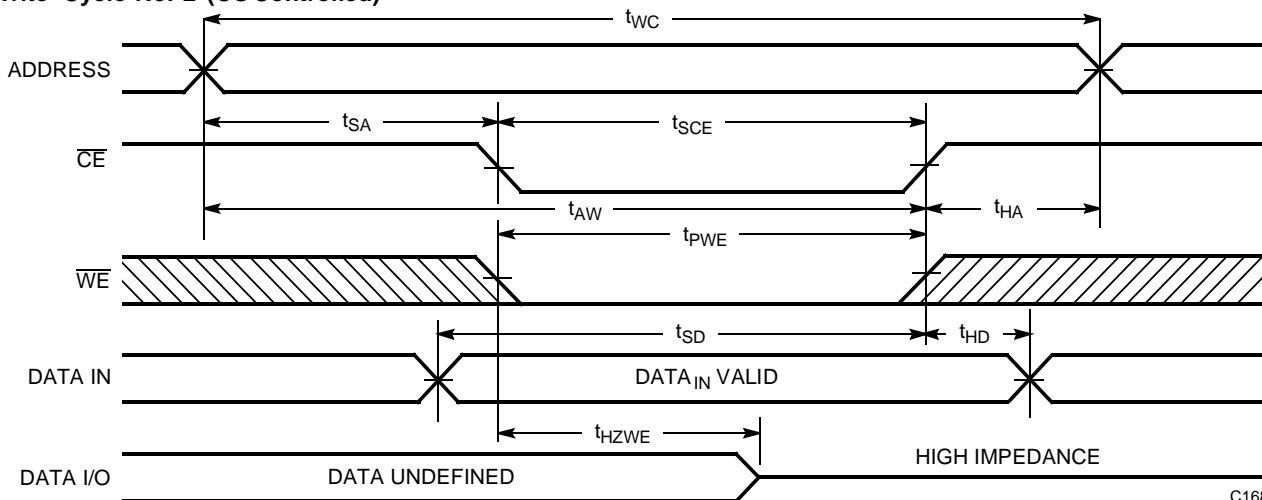 t_WC
ADDRESS
t_SA
t_SCE
CE
t_AW
t_HA
t_PWE
WE
t_SD
t_HD
DATA IN
DATA_IN VALID
t_HZWE
HIGH IMPEDANCE
DATA I/O
DATA UNDEFINED
C168